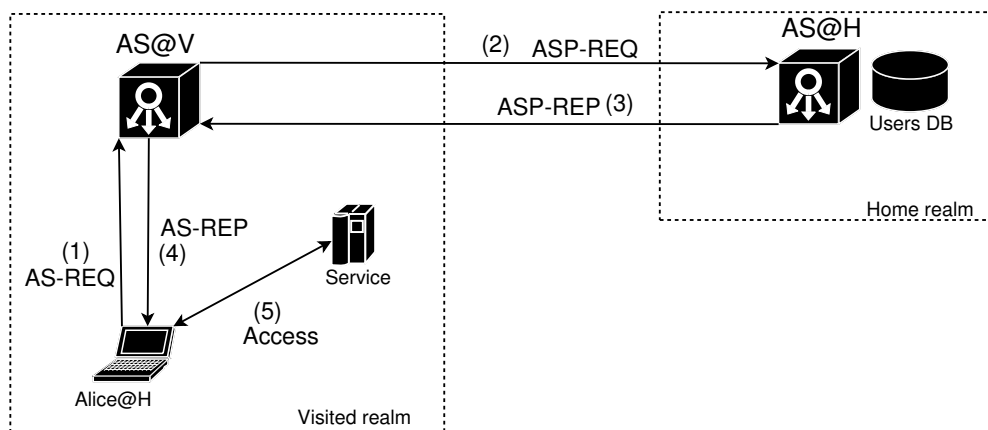 AS@V
(2) ASP-REQ
AS@H
ASP-REP (3)
Users DB
Home realm
(1)
AS-REQ
AS-REP
(4)
Service
(5)
Access
Alice@H
Visited realm